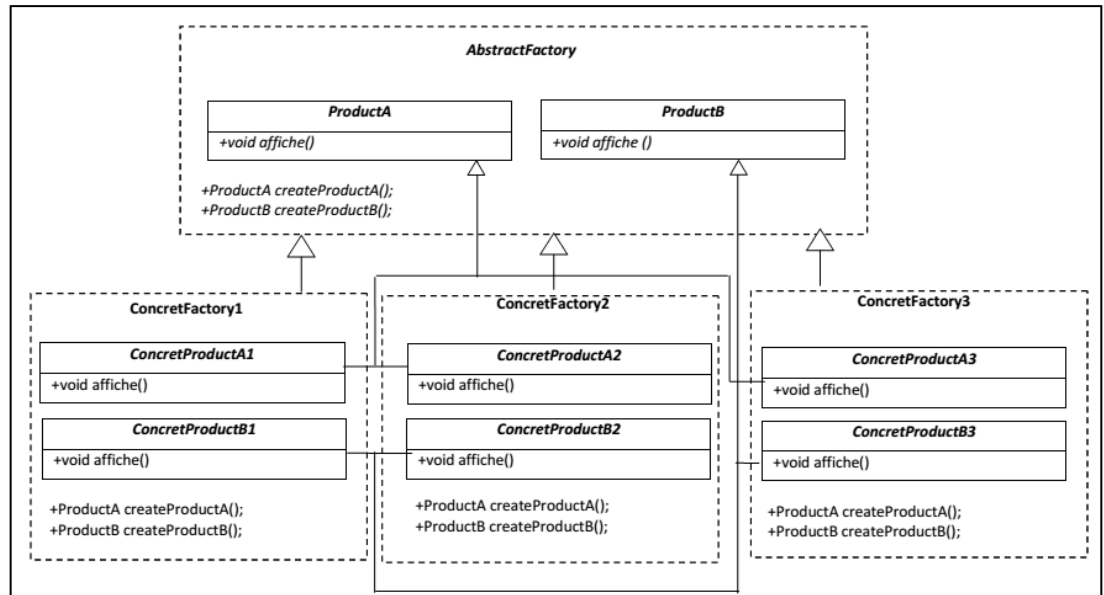 AbstractFactory
ProductA
+void affiche()
ProductB
+void affiche ()
+ProductA createProductA();
+ProductB createProductB();
ConcretFactory1
ConcretProductA1
+void affiche()
ConcretProductB1
+void affiche()
+ProductA createProductA();
+ProductB createProductB();
ConcretFactory2
ConcretProductA2
+void affiche()
ConcretProductB2
+void affiche()
+ProductA createProductA();
+ProductB createProductB();
ConcretFactory3
ConcretProductA3
+void affiche()
ConcretProductB3
+void affiche()
+ProductA createProductA();
+ProductB createProductB();